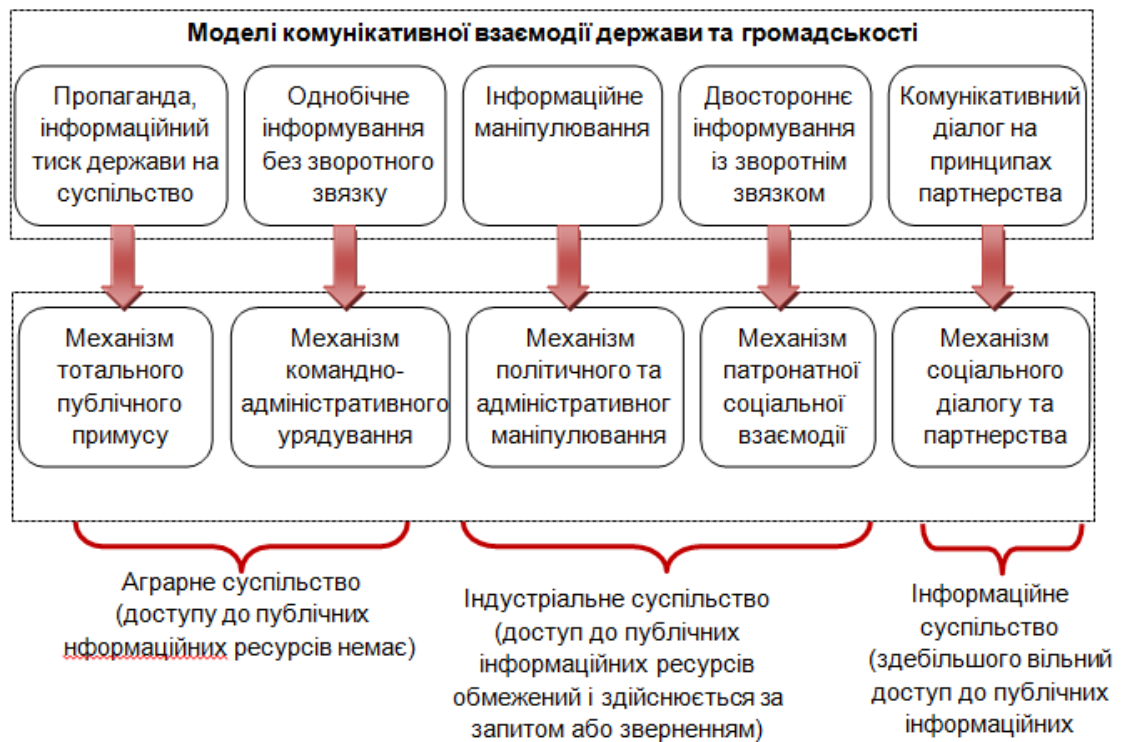 Моделі комунікативної взаємодії держави та громадськості
Пропаганда,
інформаційний
тиск держави на
суспільство
Однобічне
інформування
без зворотного
звязку
Інформаційне
маніпулювання
Двостороннє
інформування
із зворотнім
звязком
Комунікативний
діалог на
принципах
партнерства
Механізм
тотального
публічного
примусу
Механізм
командно-
адміністративного
урядування
Механізм
політичного та
адміністративног
маніпулювання
Механізм
патронатної
соціальної
взаємодії
Механізм
соціального
діалогу та
партнерства
Аграрне суспільство
(доступу до публічних
нформаційних ресурсів немає)
Індустріальне суспільство
(доступ до публічних
інформаційних ресурсів
обмежений і здійснюється за
запитом або зверненням)
Інформаційне
суспільство
(здебільшого вільний
доступ до публічних
інформаційних